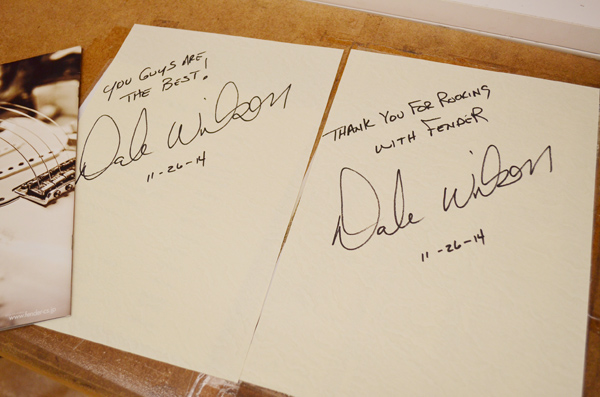 YOU GUYS ARE
THE BEST!
Dale Wilson
11-26-14
THANK YOU FOR ROCKING
WITH FENDER
Dale Wilson
11-26-14